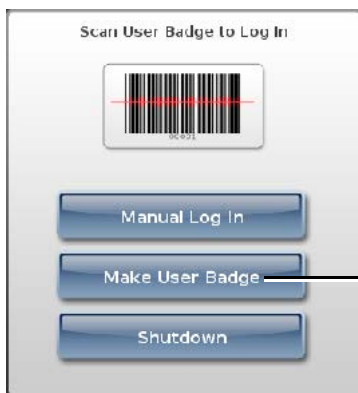 Scan User Badge to Log In
Manual Log In
Make User Badge
Shutdown